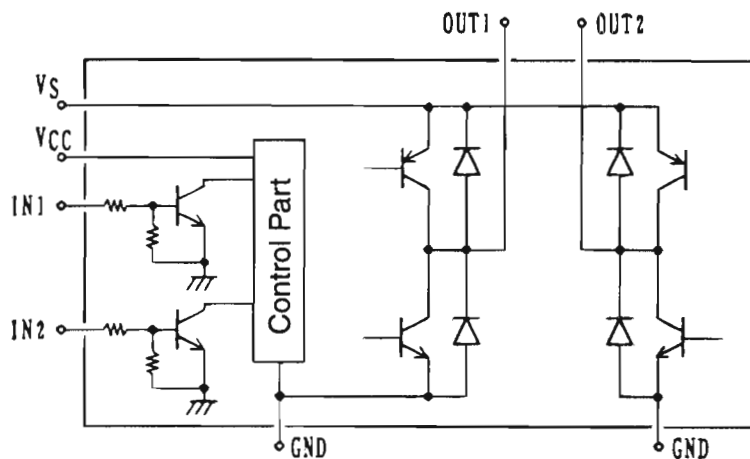 OUT1
OUT2
VS
VCC
IN1
Control Part
IN2
GND
GND